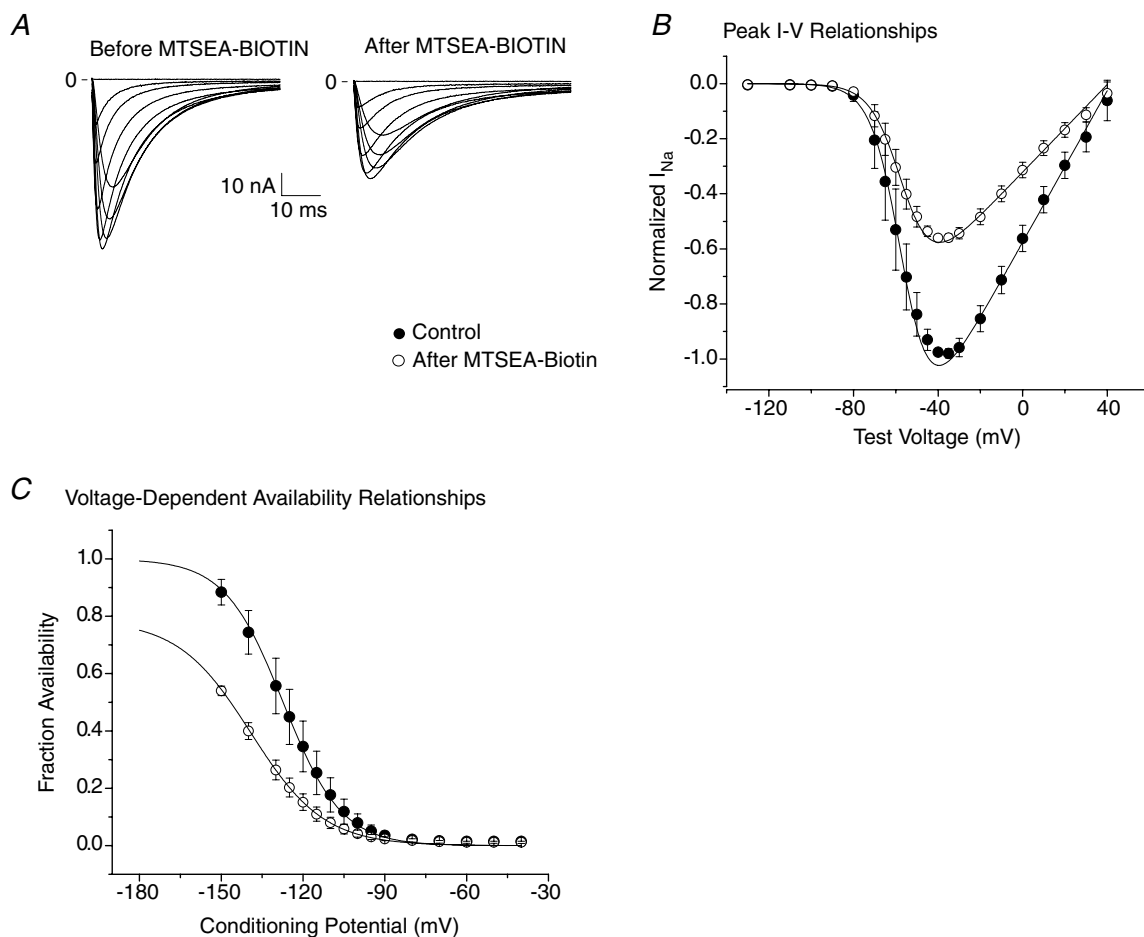 A
Before MTSEA-BIOTIN
After MTSEA-BIOTIN
0
0
10 nA
10 ms
Control
After MTSEA-Biotin
B
Peak I-V Relationships
0.0
-0.2
-0.4
-0.6
-0.8
-1.0
Normalized I_Na
-120
-80
-40
0
40
Test Voltage (mV)
C
Voltage-Dependent Availability Relationships
1.0
0.8
0.6
0.4
0.2
0.0
Fraction Availability
-180
-150
-120
-90
-60
-30
Conditioning Potential (mV)